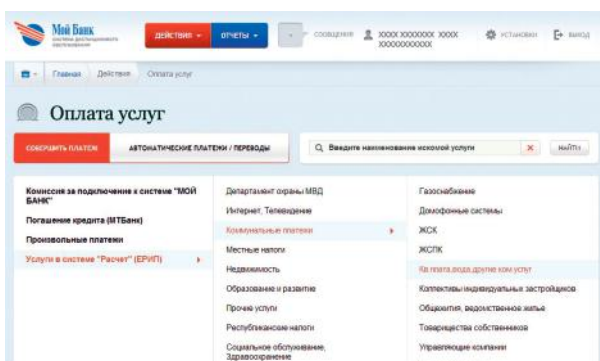 Мой Банк
система дистанционного
обслуживания
ДЕЙСТВИЯ
ОТЧЕТЫ
СООБЩЕНИЯ
XXXX XXXXXXX XXXX
XXXXXXXXXXX
УСТАНОВКИ
ВЫХОД
Главная
Действия
Оплата услуг
Оплата услуг
СОВЕРШИТЬ ПЛАТЕЖ
АВТОМАТИЧЕСКИЕ ПЛАТЕЖИ / ПЕРЕВОДЫ
Введите наименование искомой услуги
НАЙТИ
Комиссия за подключение к системе "МОЙ
БАНК"
Погашение кредита (МТБанк)
Произвольные платежи
Услуги в системе "Расчет" (ЕРИП)
Департамент охраны МВД
Интернет, Телевидение
Коммунальные платежи
Местные налоги
Недвижимость
Образование и развитие
Прочие услуги
Республиканские налоги
Социальное обслуживание,
Здравоохранение
Газоснабжение
Домофонные системы
ЖСК
ЖСПК
Кв.плата,вода,другие ком.услуг
Коллективы индивидуальных застройщиков
Общежития, ведомственное жилье
Товарищества собственников
Управляющие компании